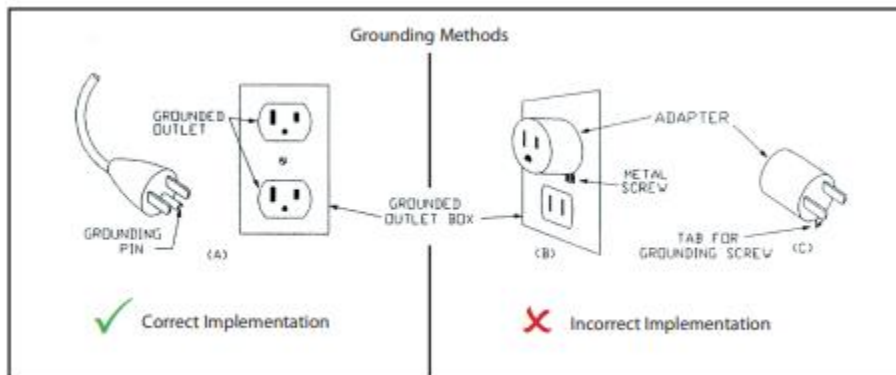 Grounding Methods
GROUNDED
OUTLET
GROUNDING
PIN
(A)
GROUNDED
OUTLET BOX
ADAPTER
METAL
SCREW
(B)
TAB FOR
GROUNDING SCREW
(C)
Correct Implementation
Incorrect Implementation